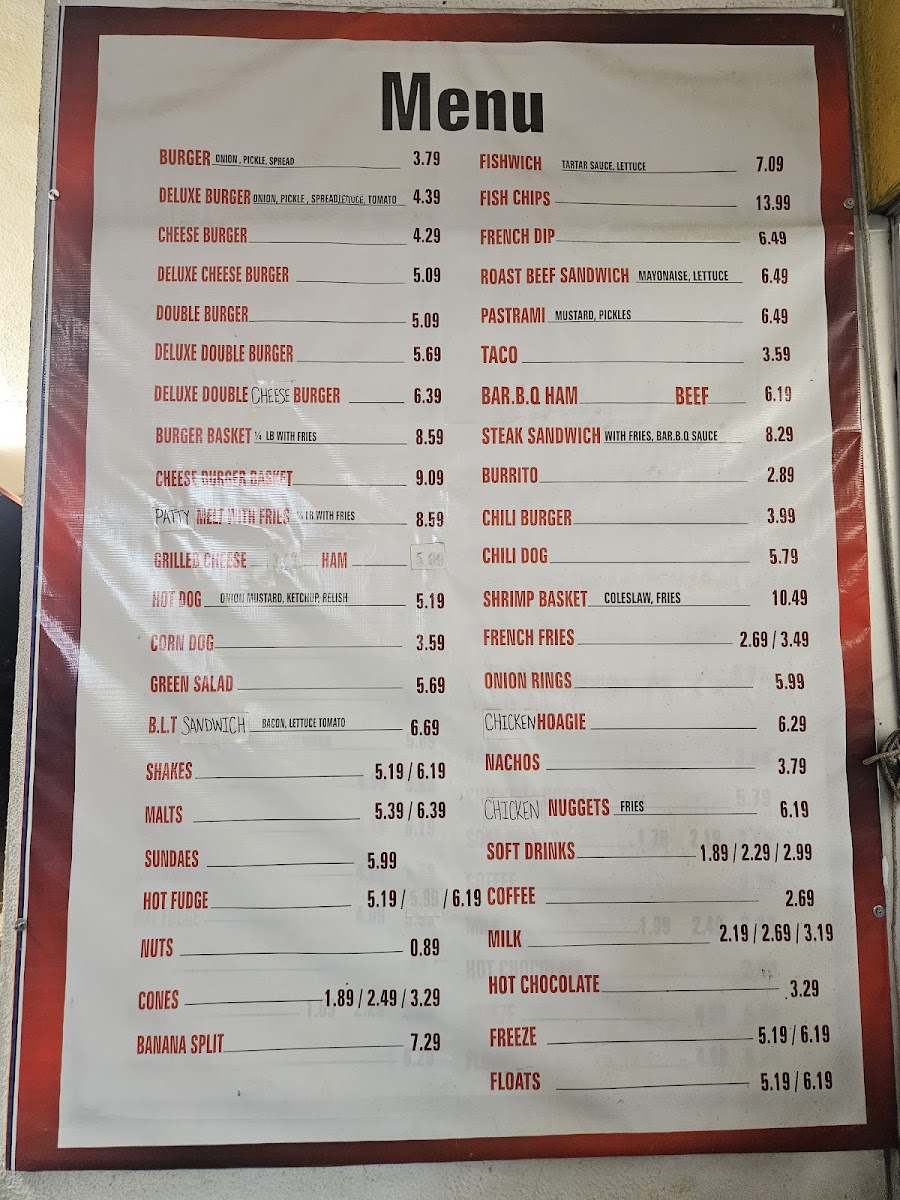 Menu
BURGER ONION, PICKLE, SPREAD 3.79
DELUXE BURGER ONION, PICKLE, SPREAD LETTUCE, TOMATO 4.39
CHEESE BURGER 4.29
DELUXE CHEESE BURGER 5.09
DOUBLE BURGER 5.09
DELUXE DOUBLE BURGER 5.69
DELUXE DOUBLE CHEESE BURGER 6.39
BURGER BASKET ¼ LB WITH FRIES 8.59
CHEESE BURGER BASKET 9.09
PATTY MELT WITH FRIES ¼ LB.WITH FRIES 8.59
GRILLED CHEESE HAM
HOT DOG ONION MUSTARD, KETCHUP, RELISH 5.19
CORN DOG 3.59
GREEN SALAD 5.69
B.L.T SANDWICH BACON, LETTUCE TOMATO 6.69
SHAKES 5.19 / 6.19
MALTS 5.39 / 6.39
SUNDAES 5.99
HOT FUDGE 5.19 / 5.99 / 6.19
NUTS 0.89
CONES 1.89 / 2.49 / 3.29
BANANA SPLIT 7.29
FISHWICH TARTAR SAUCE, LETTUCE 7.09
FISH CHIPS 13.99
FRENCH DIP 6.49
ROAST BEEF SANDWICH MAYONAISE, LETTUCE 6.49
PASTRAMI MUSTARD, PICKLES 6.49
TACO 3.59
BAR.B.Q HAM BEEF 6.19
STEAK SANDWICH WITH FRIES, BAR.B.Q SAUCE 8.29
BURRITO 2.89
CHILI BURGER 3.99
CHILI DOG 5.79
SHRIMP BASKET COLESLAW, FRIES 10.49
FRENCH FRIES 2.69 / 3.49
ONION RINGS 5.99
CHICKEN HOAGIE 6.29
NACHOS 3.79
CHICKEN NUGGETS FRIES 6.19
SOFT DRINKS 1.89 / 2.29 / 2.99
COFFEE 2.69
MILK 2.19 / 2.69 / 3.19
HOT CHOCOLATE 3.29
FREEZE 5.19 / 6.19
FLOATS 5.19 / 6.19